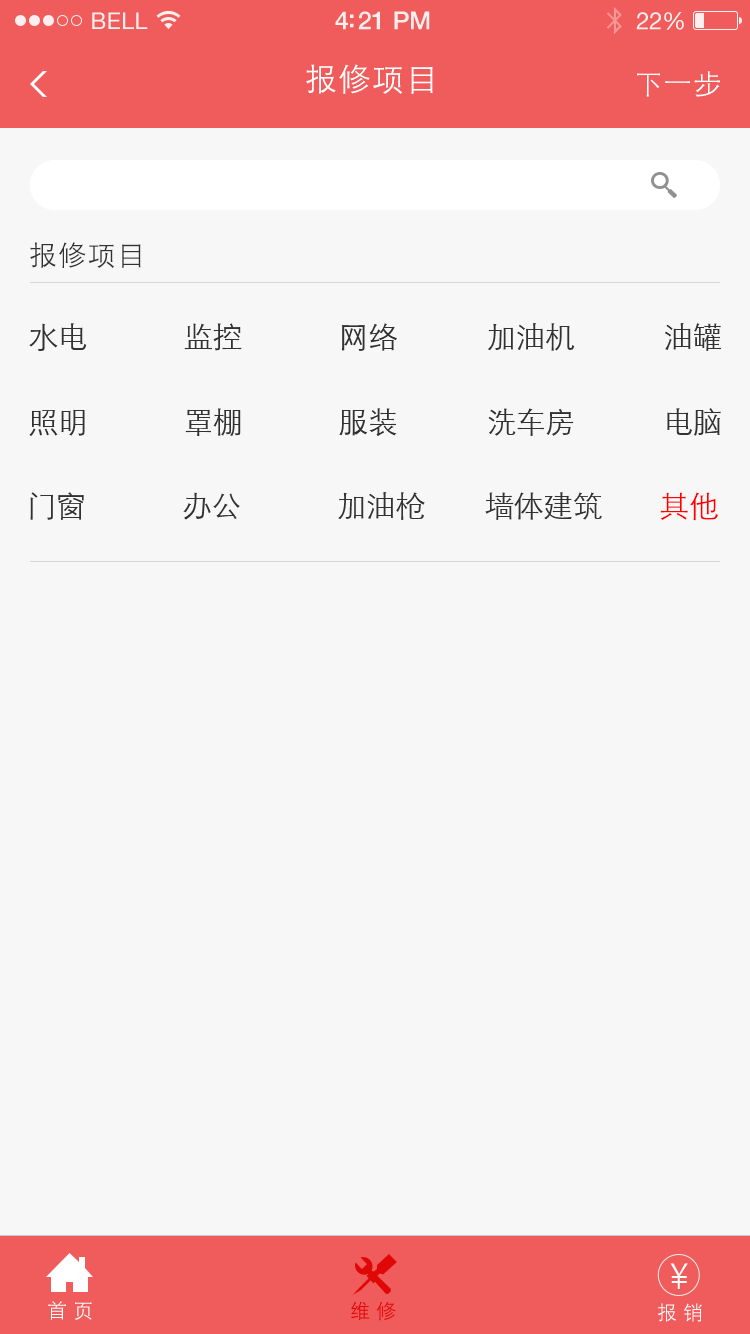 BELL 4:21 PM 22%
报修项目 下一步
报修项目
水电 监控 网络 加油机 油罐
照明 罩棚 服装 洗车房 电脑
门窗 办公 加油枪 墙体建筑 其他
首页 维修 报销